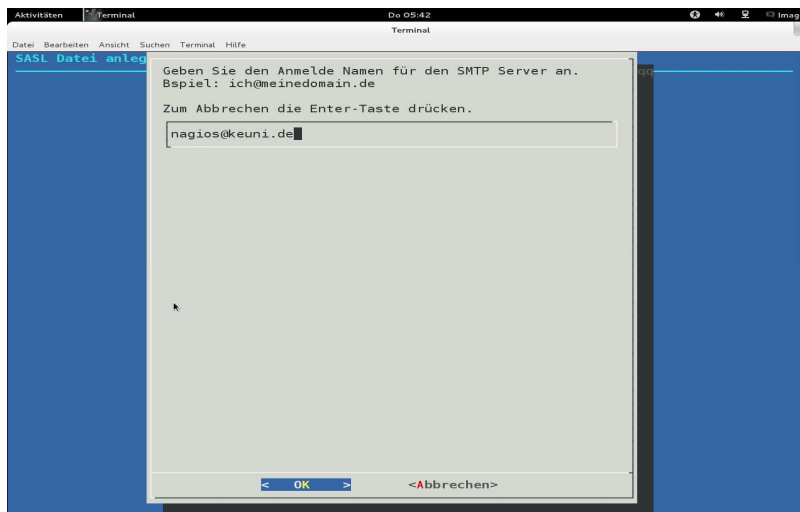 Aktivitäten Terminal Do 05:42 Imag
Terminal
Datei Bearbeiten Ansicht Suchen Terminal Hilfe
SASL Datei anleg
qq
Geben Sie den Anmelde Namen für den SMTP Server an.
Bspiel: ich@meinedomain.de
Zum Abbrechen die Enter-Taste drücken.
nagios@keuni.de
< OK > <Abbrechen>